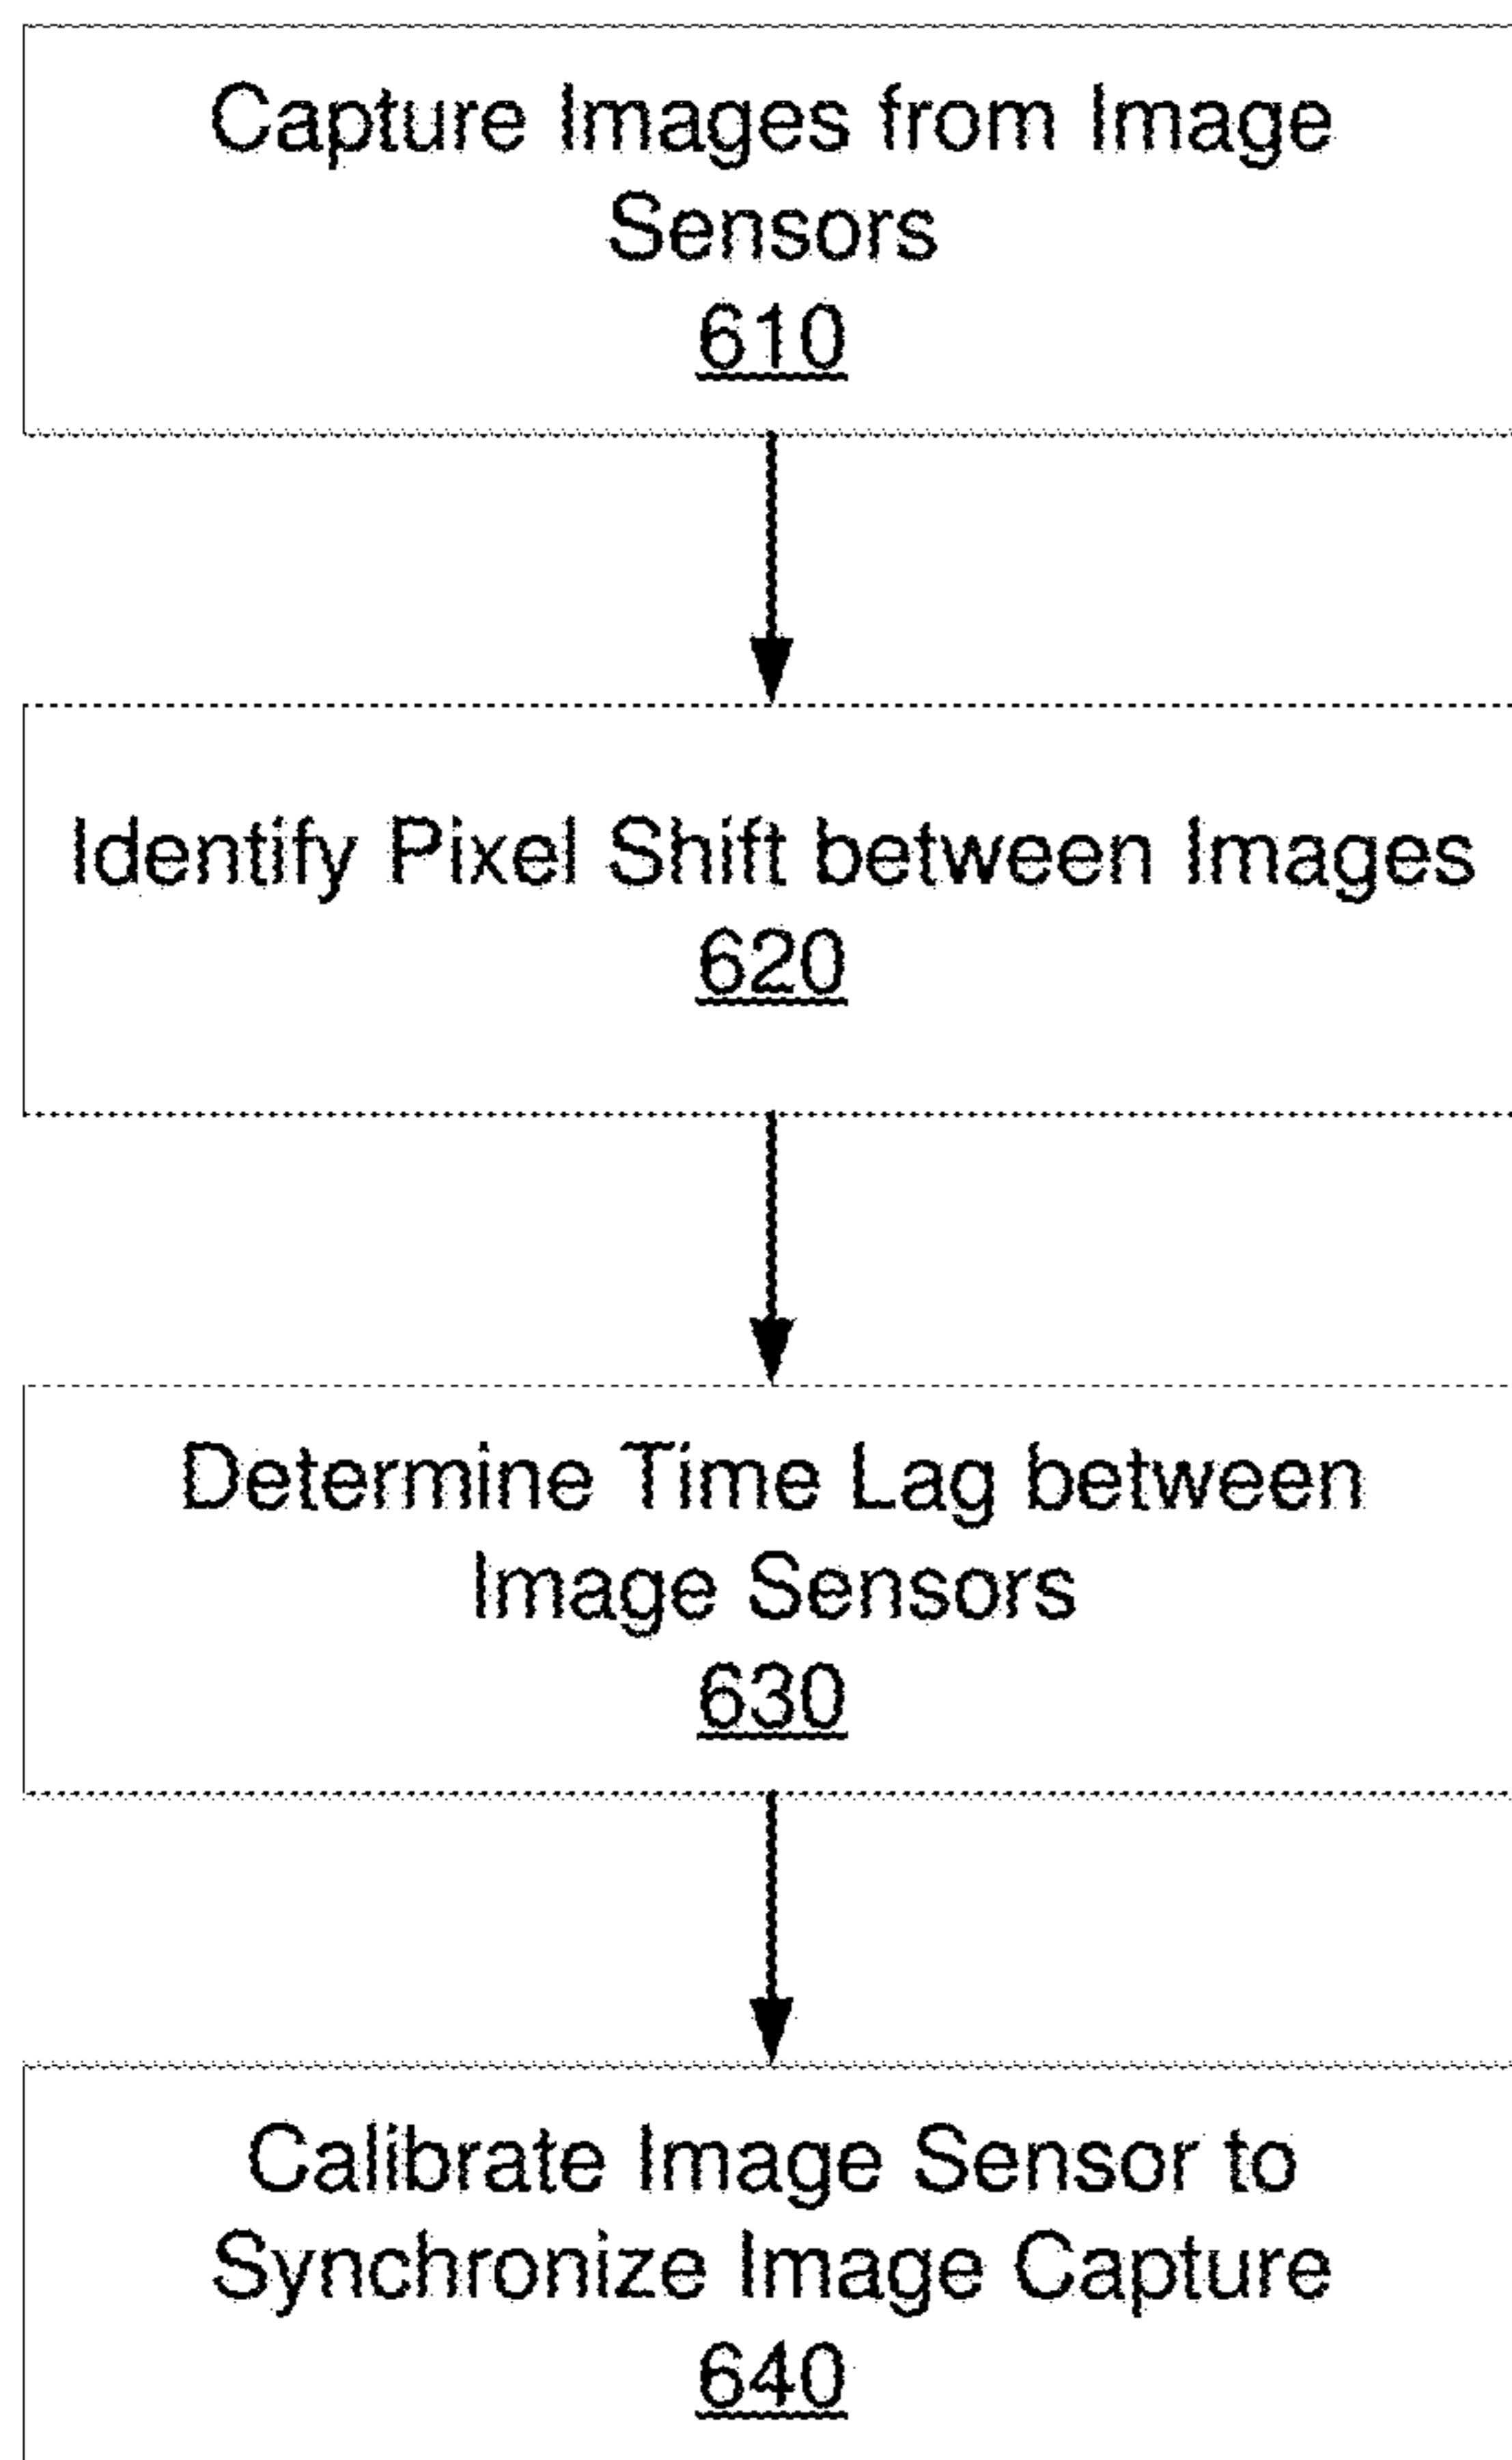 Capture Images from Image
Sensors
610
Identify Pixel Shift between Images
620
Determine Time Lag between
Image Sensors
630
Calibrate Image Sensor to
Synchronize Image Capture
640